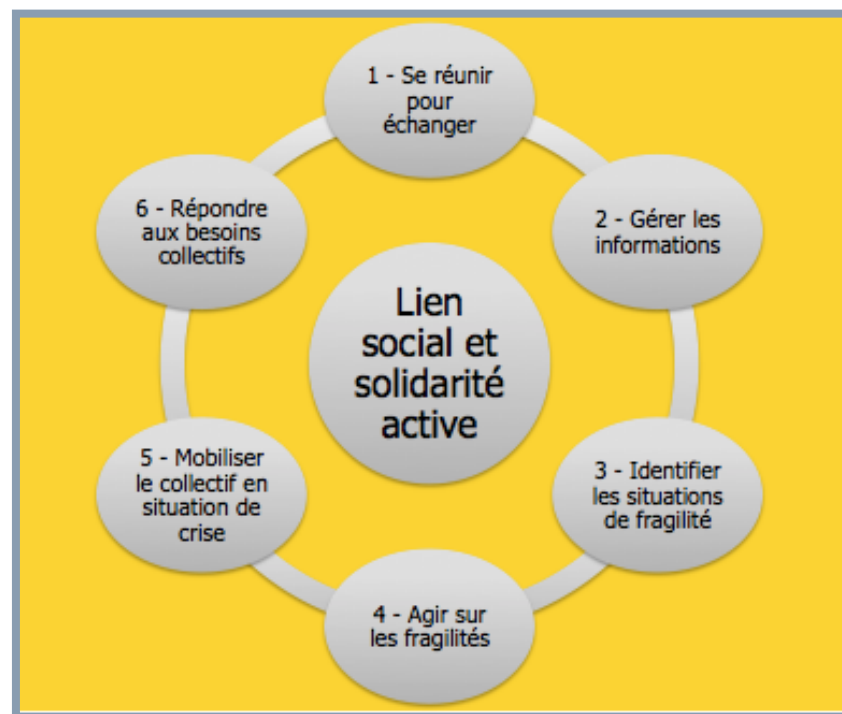 1 - Se réunir
pour
échanger
2 - Gérer les
informations
3 - Identifier
les situations
de fragilité
4 - Agir sur
les fragilités
5 - Mobiliser
le collectif en
situation de
crise
6 - Répondre
aux besoins
collectifs
Lien
social et
solidarité
active